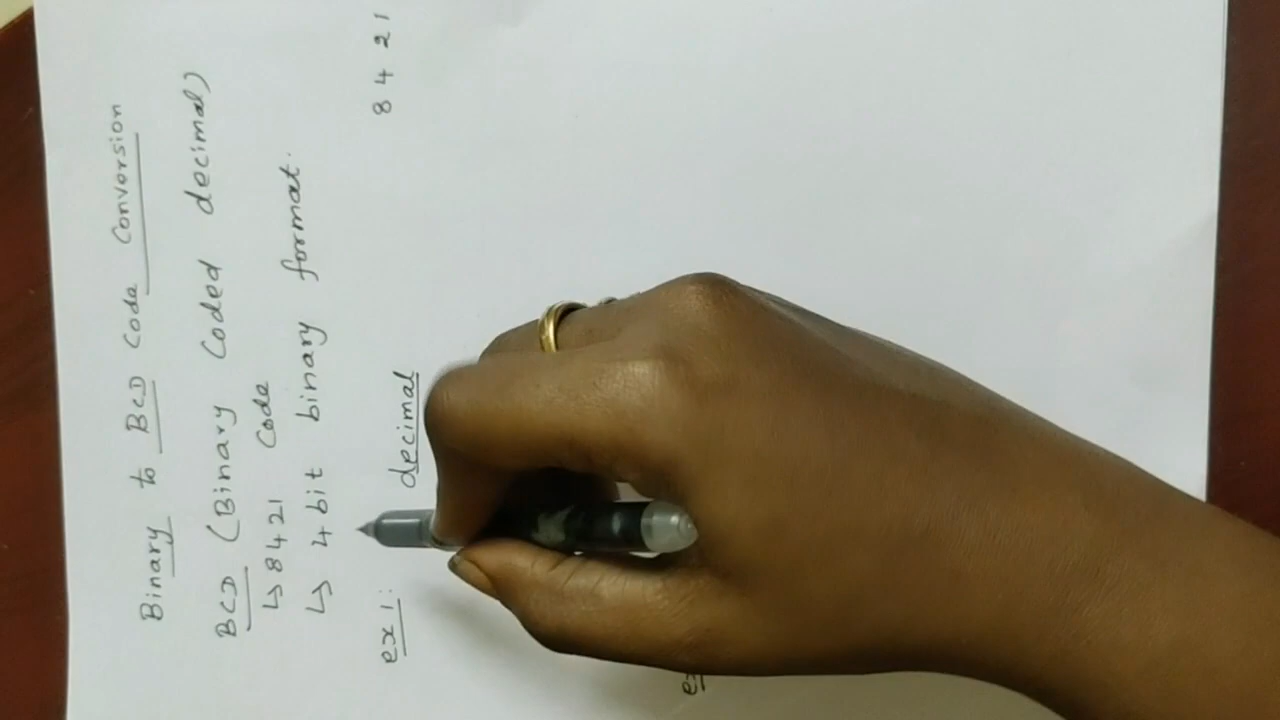 Binary to BCD Code Conversion
BCD (Binary Coded decimal)
↳ 8421 Code
↳ 4 bit binary format.
ex 1: decimal 8 4 2 1